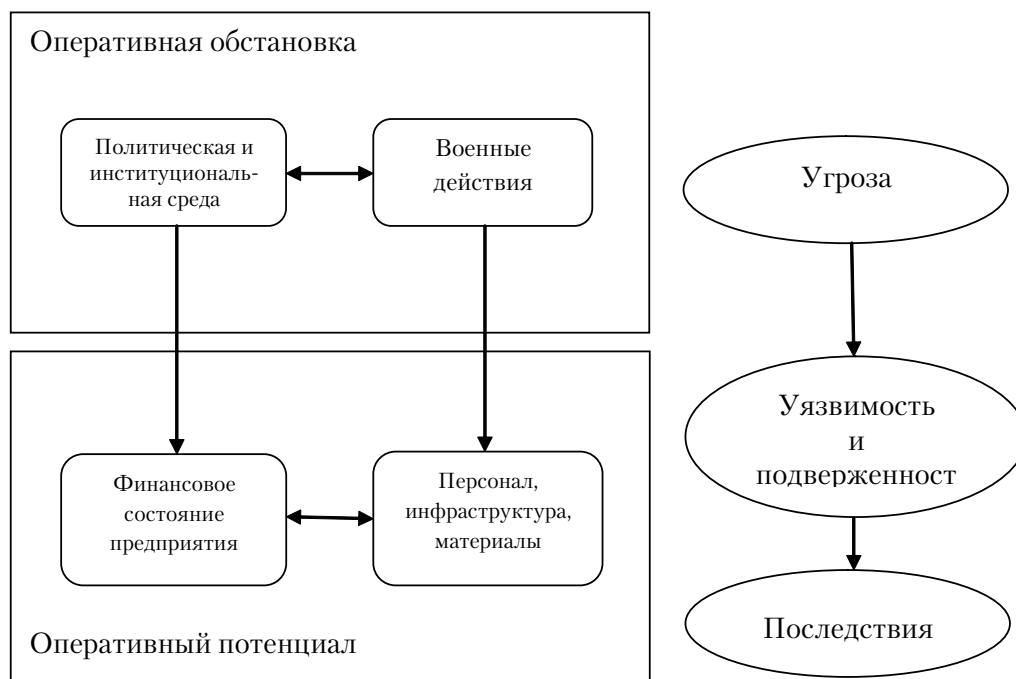 Оперативная обстановка
Политическая и
институциональ-
ная среда
Военные
действия
Финансовое
состояние
предприятия
Персонал,
инфраструктура,
материалы
Оперативный потенциал
Угроза
Уязвимость
и
подверженност
Последствия